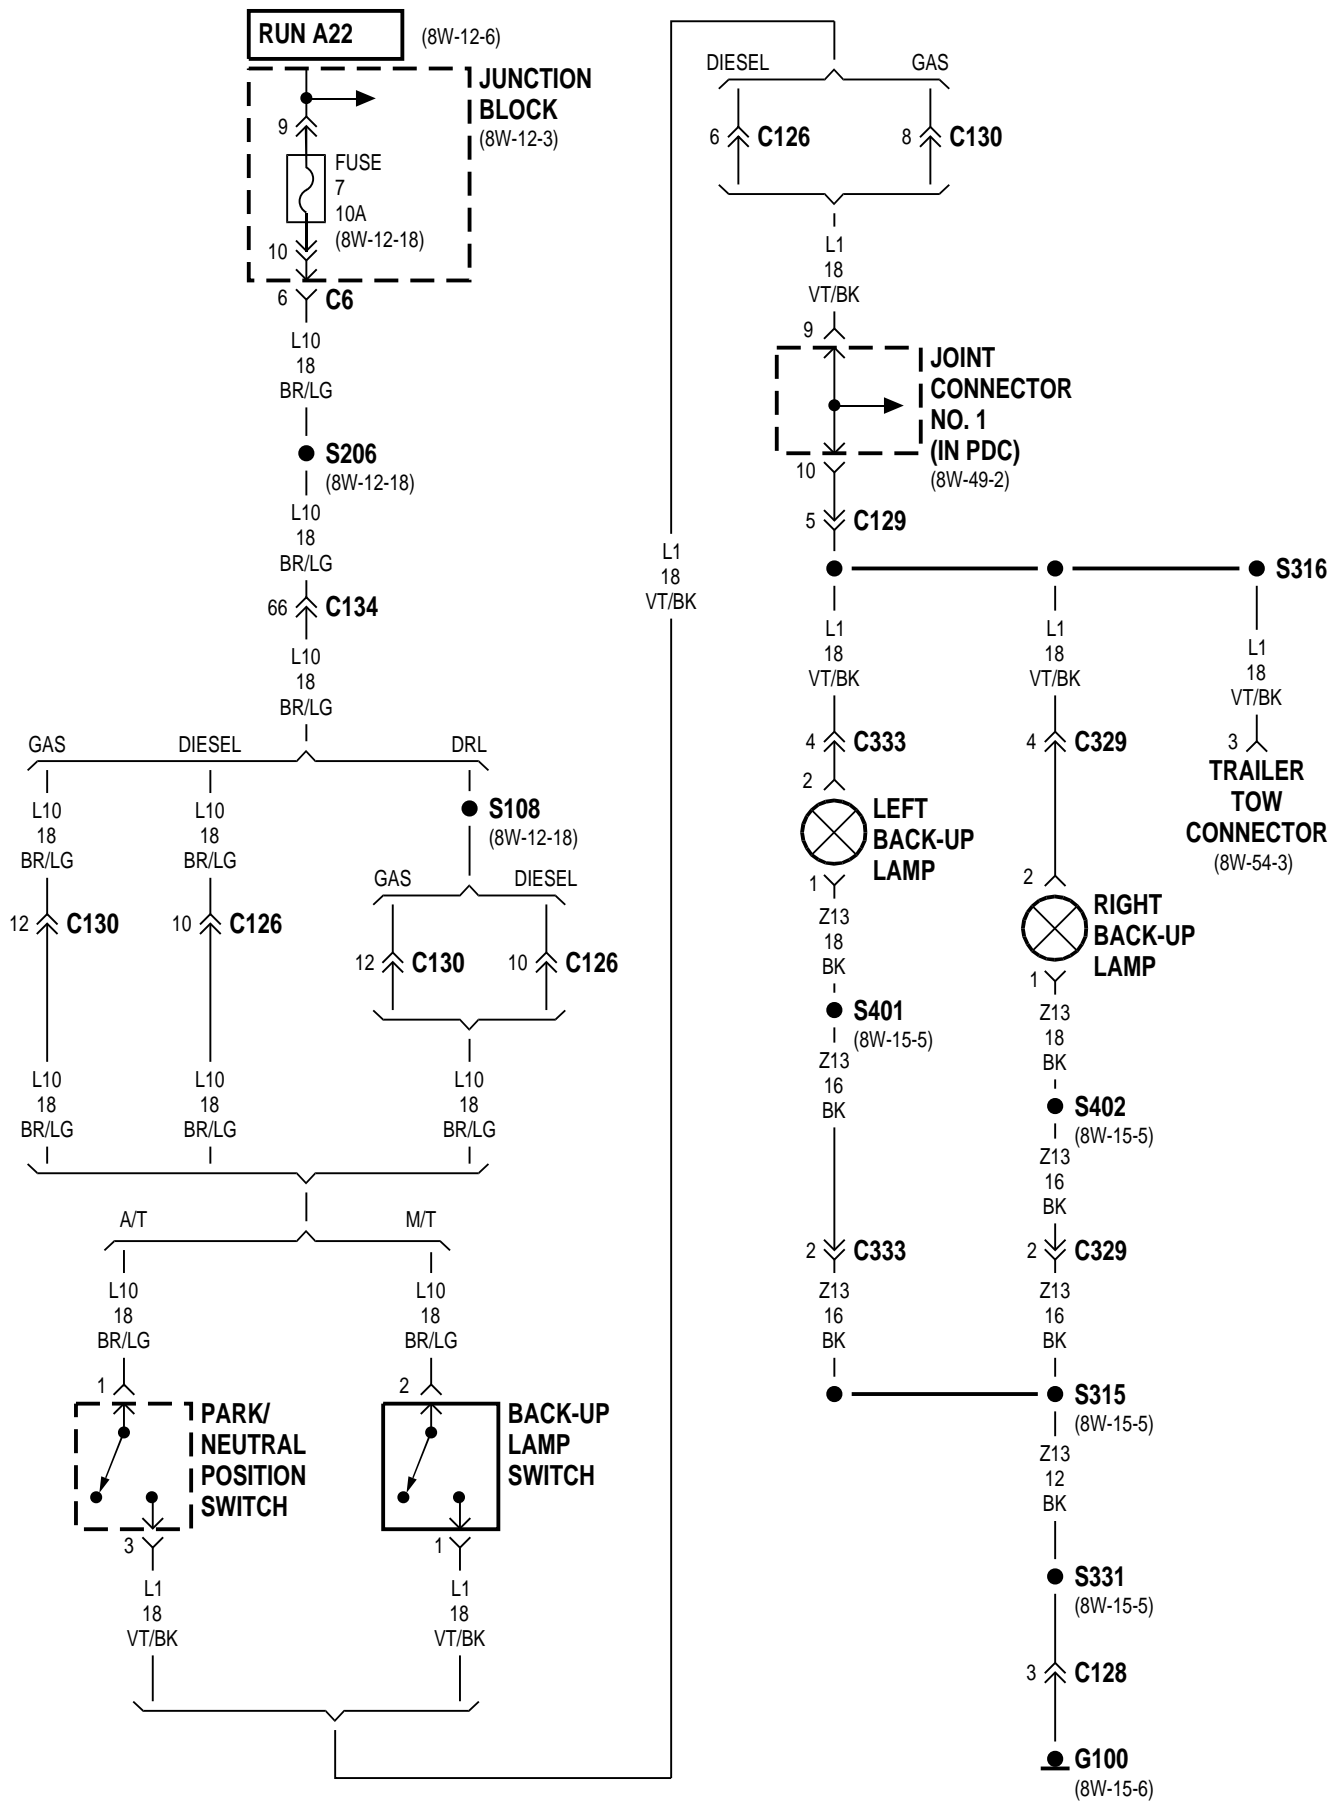 RUN A22
(8W-12-6)
JUNCTION
BLOCK
(8W-12-3)
9
FUSE
7
10A
(8W-12-18)
10
6
C6
L10
18
BR/LG
S206
(8W-12-18)
L10
18
BR/LG
66
C134
L10
18
BR/LG
GAS
DIESEL
DRL
L10
18
BR/LG
L10
18
BR/LG
S108
(8W-12-18)
GAS
DIESEL
12
C130
10
C126
12
C130
10
C126
L10
18
BR/LG
L10
18
BR/LG
L10
18
BR/LG
A/T
M/T
L10
18
BR/LG
L10
18
BR/LG
1
2
PARK/
NEUTRAL
POSITION
SWITCH
BACK-UP
LAMP
SWITCH
3
1
L1
18
VT/BK
L1
18
VT/BK
L1
18
VT/BK
DIESEL
GAS
6
C126
8
C130
L1
18
VT/BK
9
JOINT
CONNECTOR
NO. 1
(IN PDC)
(8W-49-2)
10
5
C129
S316
L1
18
VT/BK
L1
18
VT/BK
L1
18
VT/BK
4
C333
4
C329
3
TRAILER
TOW
CONNECTOR
(8W-54-3)
2
LEFT
BACK-UP
LAMP
1
2
RIGHT
BACK-UP
LAMP
1
Z13
18
BK
S401
(8W-15-5)
Z13
16
BK
Z13
18
BK
S402
(8W-15-5)
Z13
16
BK
2
C333
2
C329
Z13
16
BK
Z13
16
BK
S315
(8W-15-5)
Z13
12
BK
S331
(8W-15-5)
3
C128
G100
(8W-15-6)